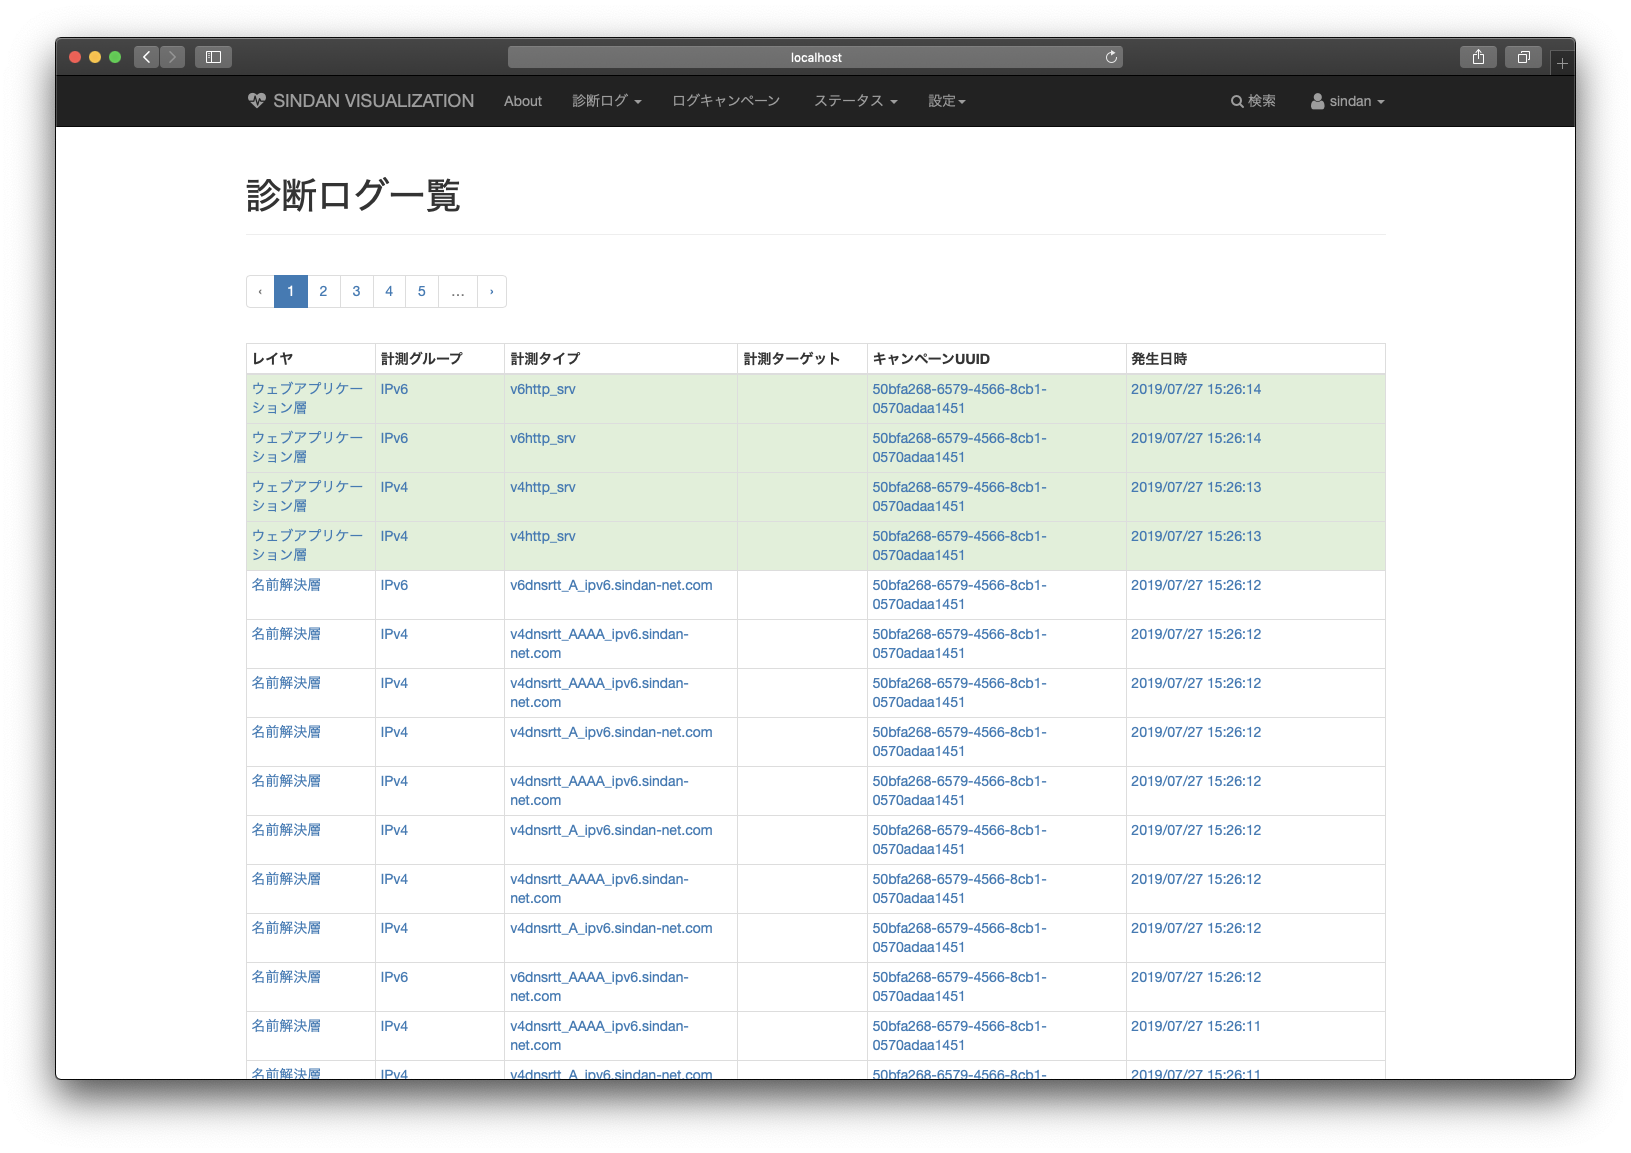 localhost
SINDAN VISUALIZATION About 診断ログ ログキャンペーン ステータス 設定 検索 sindan
診断ログ一覧
‹ 1 2 3 4 5 … ›
レイヤ 計測グループ 計測タイプ 計測ターゲット キャンペーンUUID 発生日時
ウェブアプリケー IPv6 v6http_srv 50bfa268-6579-4566-8cb1- 2019/07/27 15:26:14
ション層 0570adaa1451
ウェブアプリケー IPv6 v6http_srv 50bfa268-6579-4566-8cb1- 2019/07/27 15:26:14
ション層 0570adaa1451
ウェブアプリケー IPv4 v4http_srv 50bfa268-6579-4566-8cb1- 2019/07/27 15:26:13
ション層 0570adaa1451
ウェブアプリケー IPv4 v4http_srv 50bfa268-6579-4566-8cb1- 2019/07/27 15:26:13
ション層 0570adaa1451
名前解決層 IPv6 v6dnsrtt_A_ipv6.sindan-net.com 50bfa268-6579-4566-8cb1- 2019/07/27 15:26:12
0570adaa1451
名前解決層 IPv4 v4dnsrtt_AAAA_ipv6.sindan- 50bfa268-6579-4566-8cb1- 2019/07/27 15:26:12
net.com 0570adaa1451
名前解決層 IPv4 v4dnsrtt_AAAA_ipv6.sindan- 50bfa268-6579-4566-8cb1- 2019/07/27 15:26:12
net.com 0570adaa1451
名前解決層 IPv4 v4dnsrtt_A_ipv6.sindan-net.com 50bfa268-6579-4566-8cb1- 2019/07/27 15:26:12
0570adaa1451
名前解決層 IPv4 v4dnsrtt_AAAA_ipv6.sindan- 50bfa268-6579-4566-8cb1- 2019/07/27 15:26:12
net.com 0570adaa1451
名前解決層 IPv4 v4dnsrtt_A_ipv6.sindan-net.com 50bfa268-6579-4566-8cb1- 2019/07/27 15:26:12
0570adaa1451
名前解決層 IPv4 v4dnsrtt_AAAA_ipv6.sindan- 50bfa268-6579-4566-8cb1- 2019/07/27 15:26:12
net.com 0570adaa1451
名前解決層 IPv4 v4dnsrtt_A_ipv6.sindan-net.com 50bfa268-6579-4566-8cb1- 2019/07/27 15:26:12
0570adaa1451
名前解決層 IPv6 v6dnsrtt_AAAA_ipv6.sindan- 50bfa268-6579-4566-8cb1- 2019/07/27 15:26:12
net.com 0570adaa1451
名前解決層 IPv4 v4dnsrtt_AAAA_ipv6.sindan- 50bfa268-6579-4566-8cb1- 2019/07/27 15:26:11
net.com 0570adaa1451
名前解決層 IPv4 v4dnsrtt_A_ipv6.sindan-net.com 50bfa268-6579-4566-8cb1- 2019/07/27 15:26:11